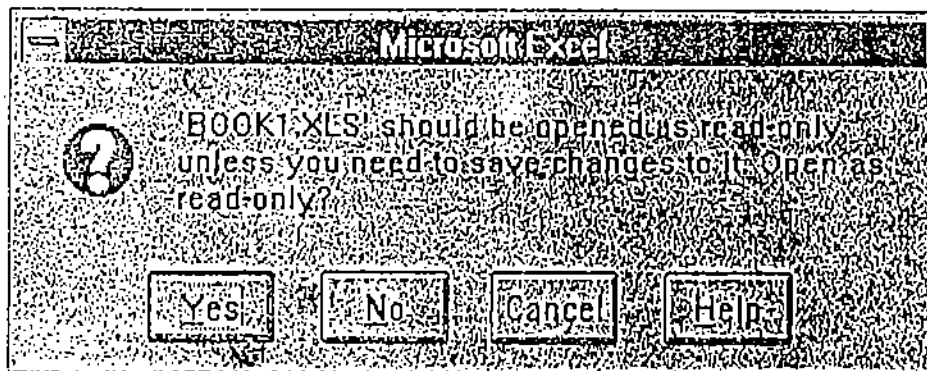 Microsoft Excel
'BOOK1.XLS' should be opened as read-only
unless you need to save changes to it. Open as
read-only?
Yes
No
Cancel
Help